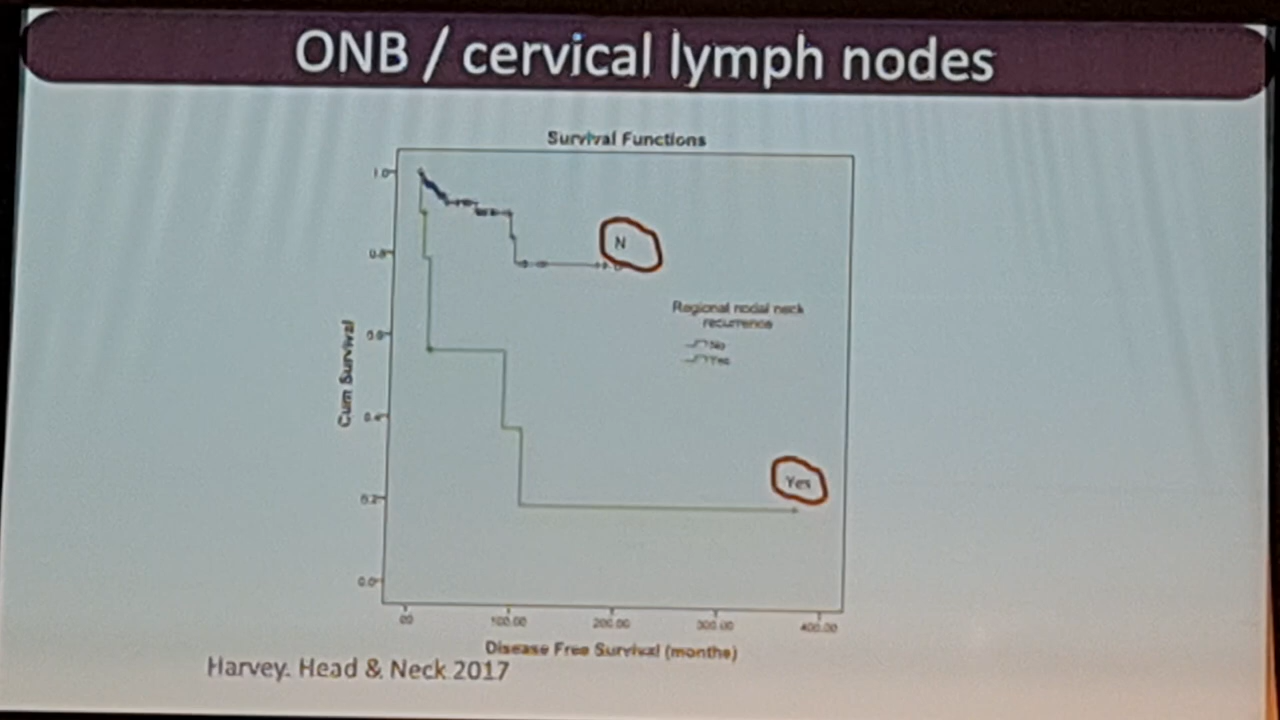 ONB / cervical lymph nodes
Survival Functions
1.0
N
0.8
Regional nodal neck
recurrence
No
Yes
0.6
Cum Survival
0.4
Yes
0.2
0.0
00 100.00 200.00 300.00 400.00
Disease Free Survival (months)
Harvey. Head & Neck 2017